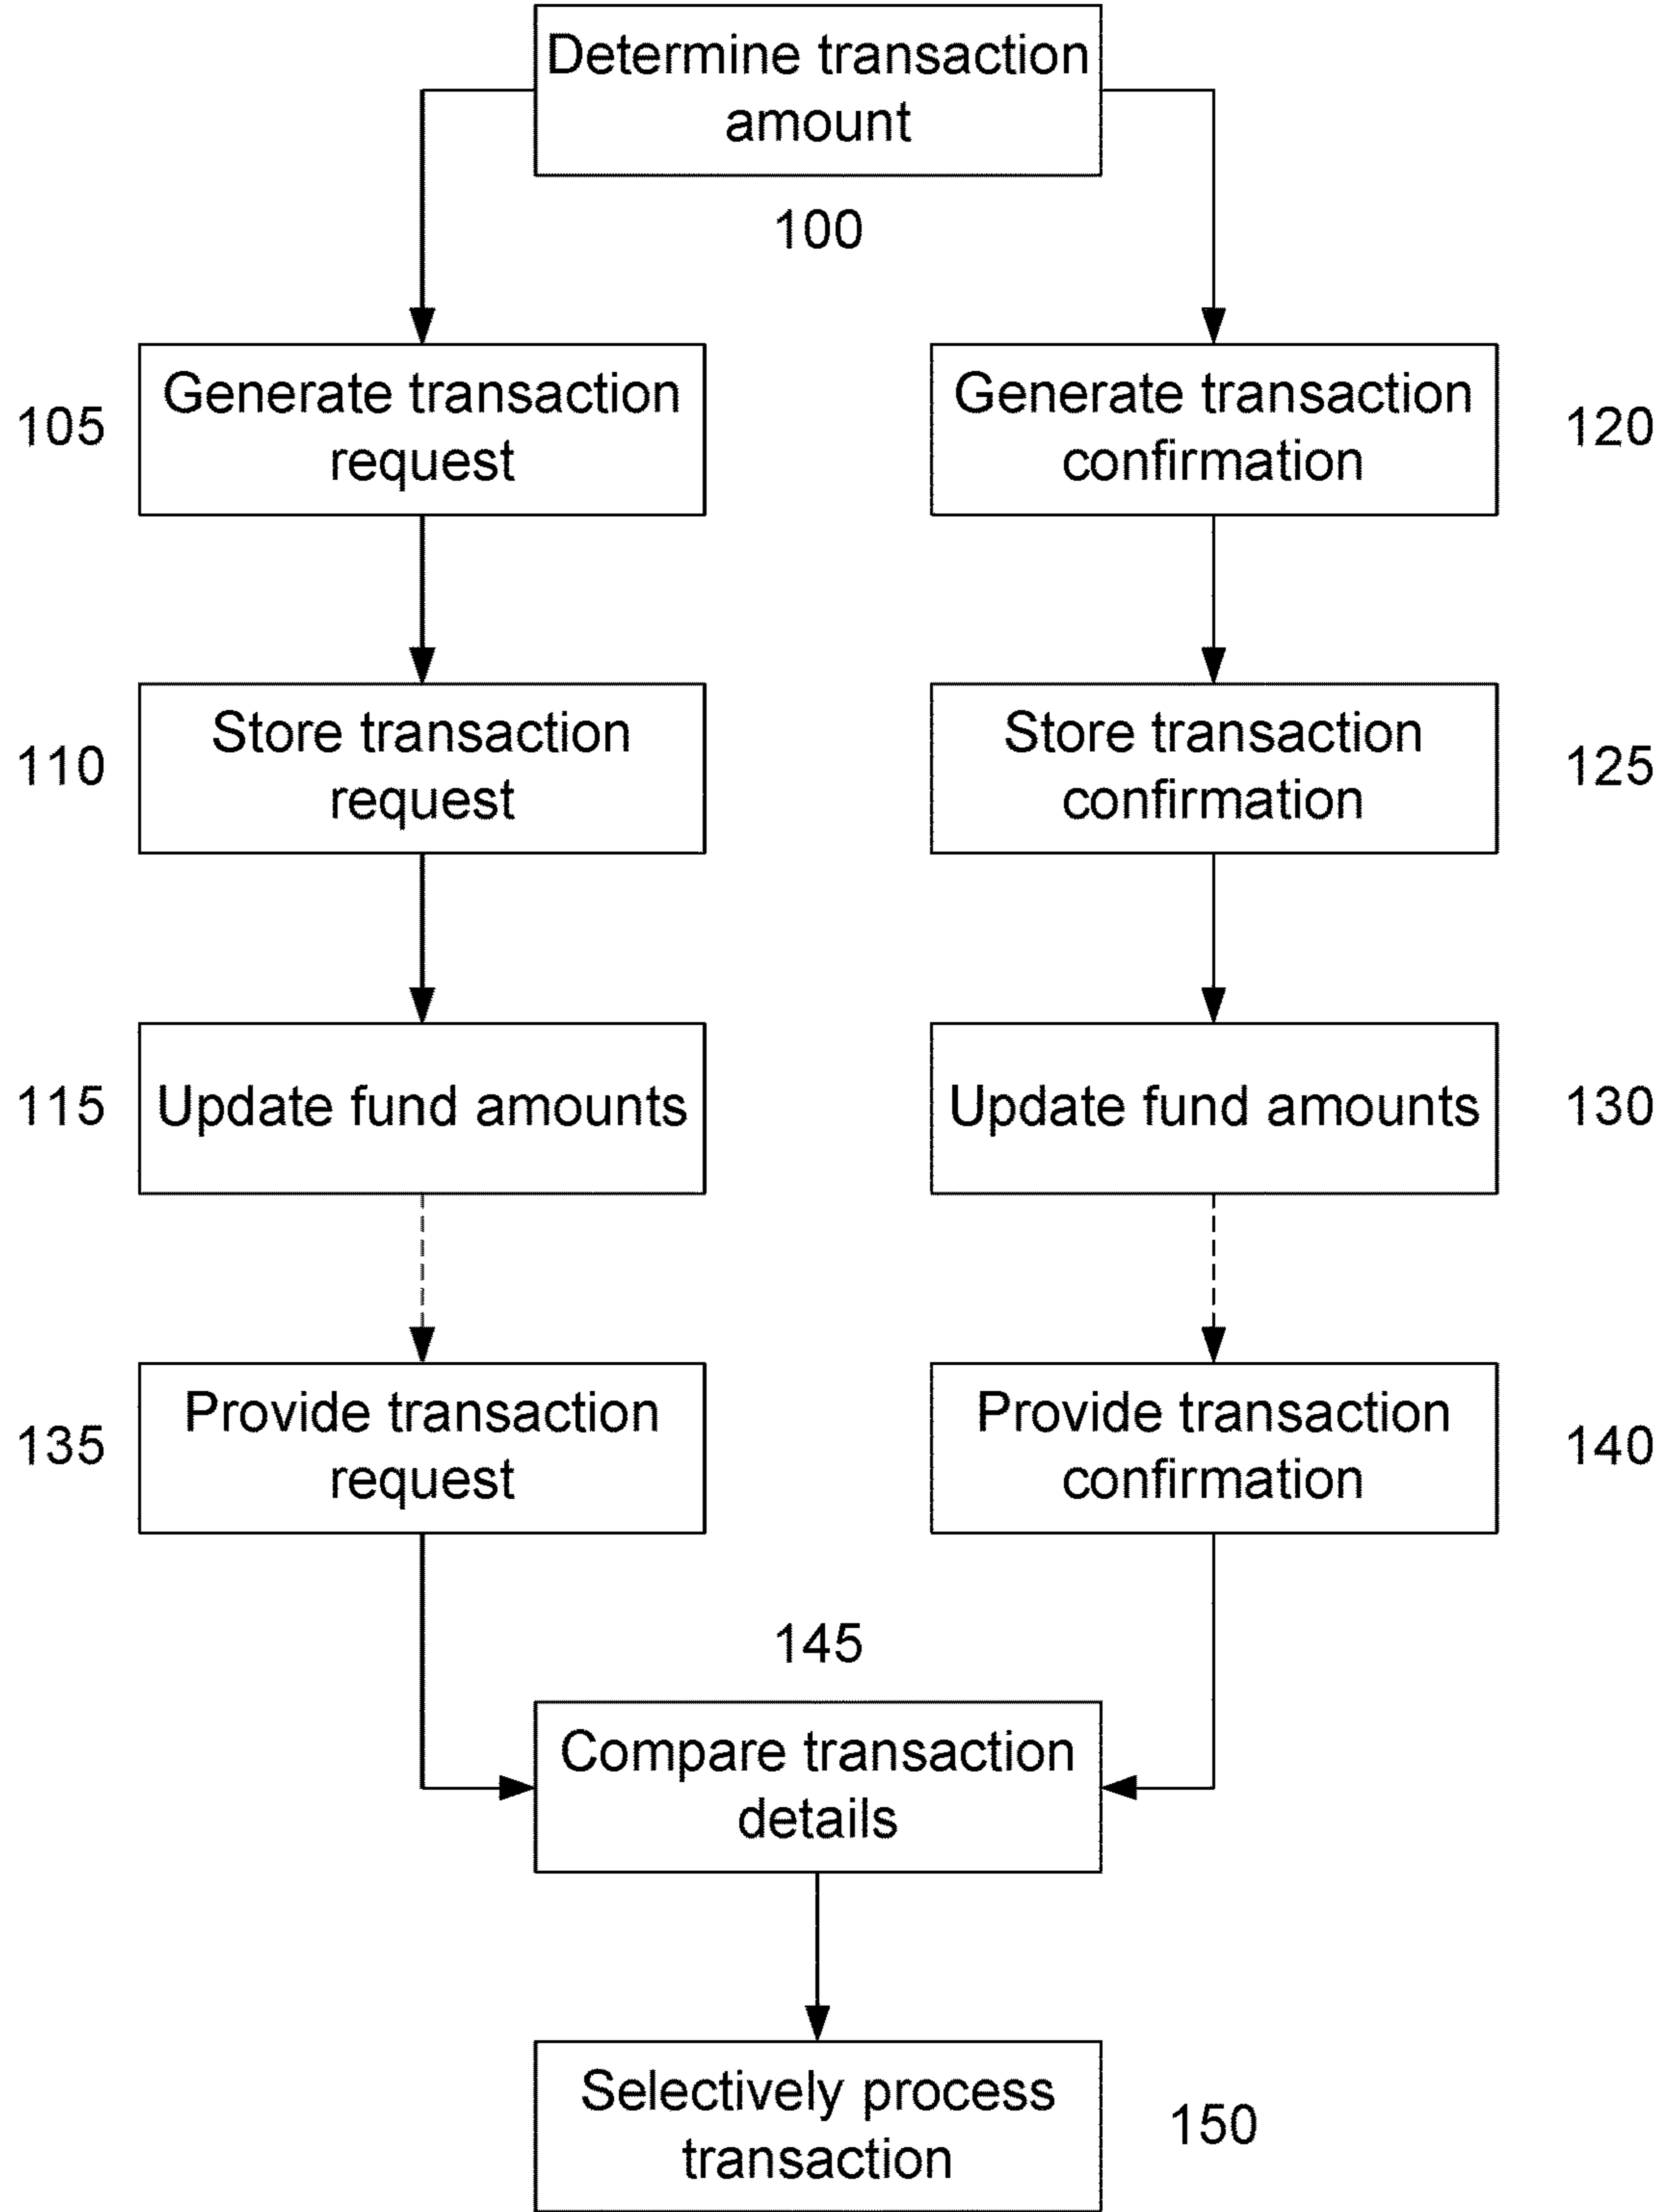 Determine transaction
amount
100
Generate transaction
request
105
Generate transaction
confirmation
120
Store transaction
request
110
Store transaction
confirmation
125
Update fund amounts
115
Update fund amounts
130
Provide transaction
request
135
Provide transaction
confirmation
140
145
Compare transaction
details
Selectively process
transaction
150